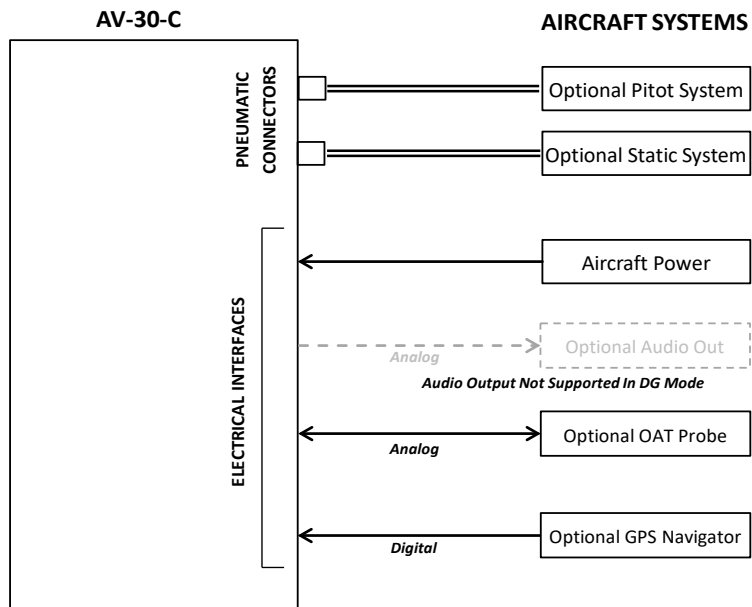 AV-30-C
AIRCRAFT SYSTEMS
PNEUMATIC
CONNECTORS
Optional Pitot System
Optional Static System
ELECTRICAL INTERFACES
Aircraft Power
Analog
Optional Audio Out
Audio Output Not Supported In DG Mode
Analog
Optional OAT Probe
Digital
Optional GPS Navigator